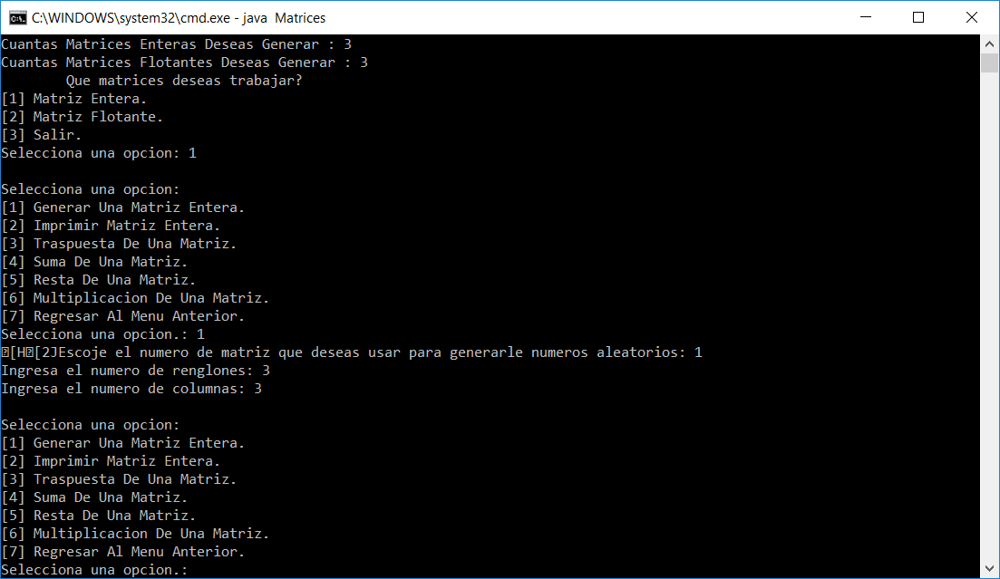 C:\WINDOWS\system32\cmd.exe - java  Matrices
Cuantas Matrices Enteras Deseas Generar : 3
Cuantas Matrices Flotantes Deseas Generar : 3
        Que matrices deseas trabajar?
[1] Matriz Entera.
[2] Matriz Flotante.
[3] Salir.
Selecciona una opcion: 1
Selecciona una opcion:
[1] Generar Una Matriz Entera.
[2] Imprimir Matriz Entera.
[3] Traspuesta De Una Matriz.
[4] Suma De Una Matriz.
[5] Resta De Una Matriz.
[6] Multiplicacion De Una Matriz.
[7] Regresar Al Menu Anterior.
Selecciona una opcion.: 1
⍰[H⍰[2JEscoje el numero de matriz que deseas usar para generarle numeros aleatorios: 1
Ingresa el numero de renglones: 3
Ingresa el numero de columnas: 3
Selecciona una opcion:
[1] Generar Una Matriz Entera.
[2] Imprimir Matriz Entera.
[3] Traspuesta De Una Matriz.
[4] Suma De Una Matriz.
[5] Resta De Una Matriz.
[6] Multiplicacion De Una Matriz.
[7] Regresar Al Menu Anterior.
Selecciona una opcion.: